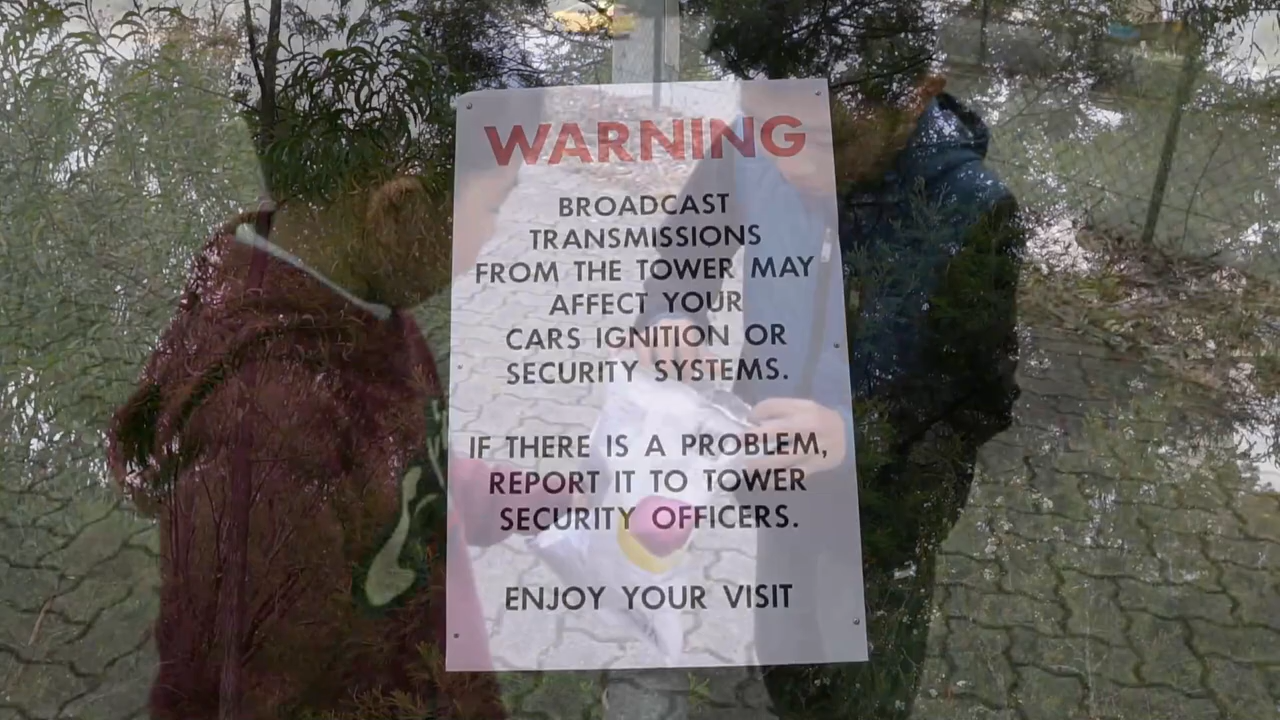 WARNING
BROADCAST
TRANSMISSIONS
FROM THE TOWER MAY
AFFECT YOUR
CARS IGNITION OR
SECURITY SYSTEMS.
IF THERE IS A PROBLEM,
REPORT IT TO TOWER
SECURITY OFFICERS.
ENJOY YOUR VISIT